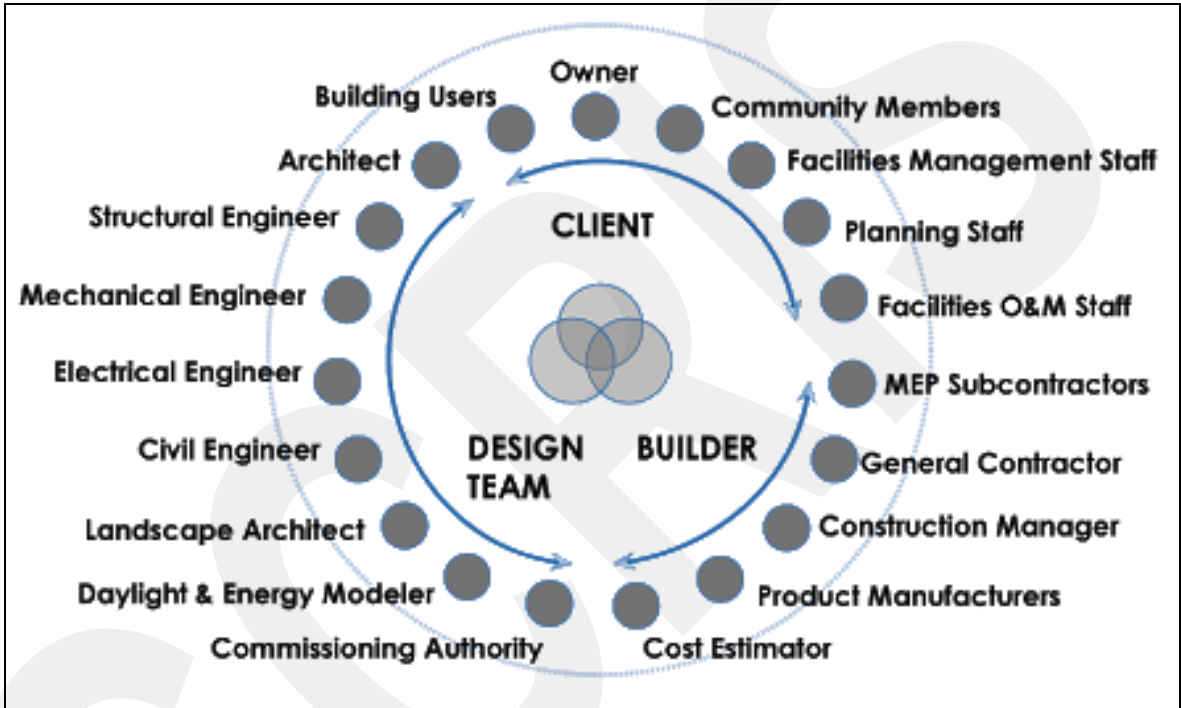 Owner
Building Users
Community Members
Architect
Facilities Management Staff
Structural Engineer
CLIENT
Planning Staff
Mechanical Engineer
Facilities O&M Staff
Electrical Engineer
MEP Subcontractors
Civil Engineer
DESIGN
TEAM
BUILDER
General Contractor
Landscape Architect
Construction Manager
Daylight & Energy Modeler
Product Manufacturers
Commissioning Authority
Cost Estimator